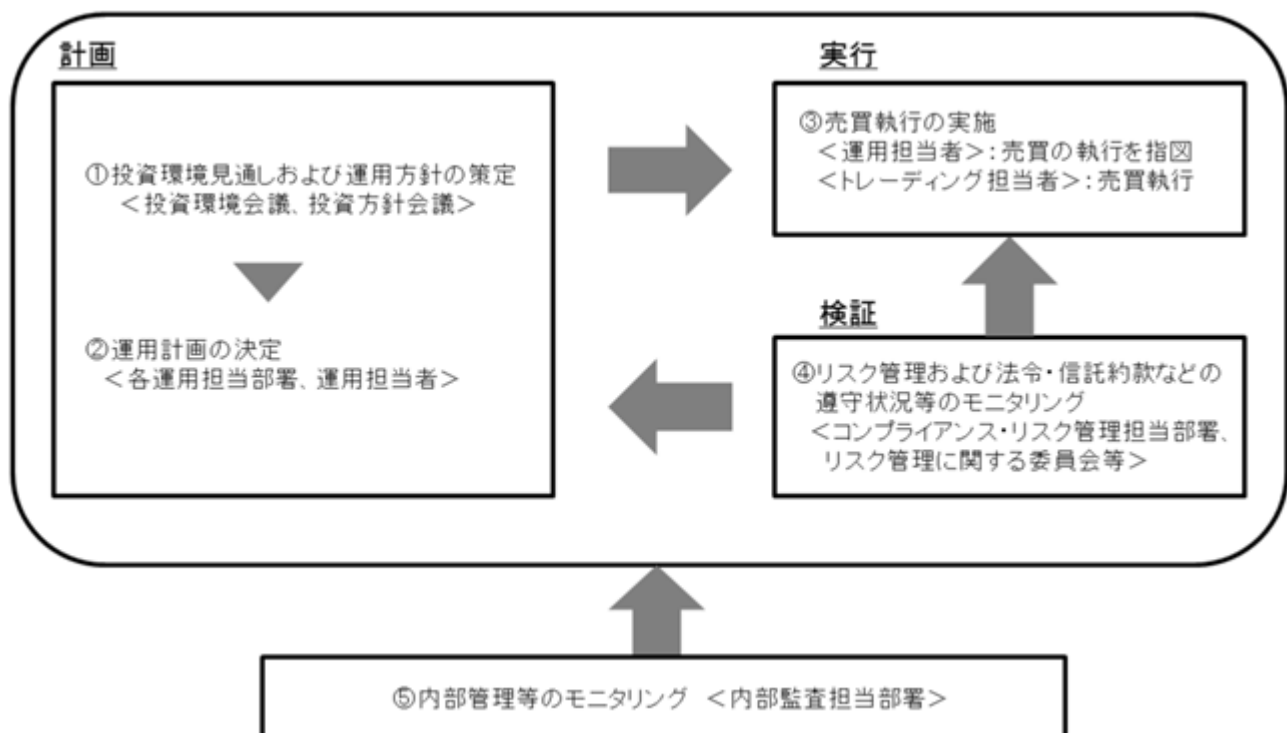 計画
①投資環境見通しおよび運用方針の策定
＜投資環境会議、投資方針会議＞
②運用計画の決定
＜各運用担当部署、運用担当者＞
実行
③売買執行の実施
＜運用担当者＞：売買の執行を指図
＜トレーディング担当者＞：売買執行
検証
④リスク管理および法令・信託約款などの
遵守状況等のモニタリング
＜コンプライアンス・リスク管理担当部署、
リスク管理に関する委員会等＞
⑤内部管理等のモニタリング ＜内部監査担当部署＞